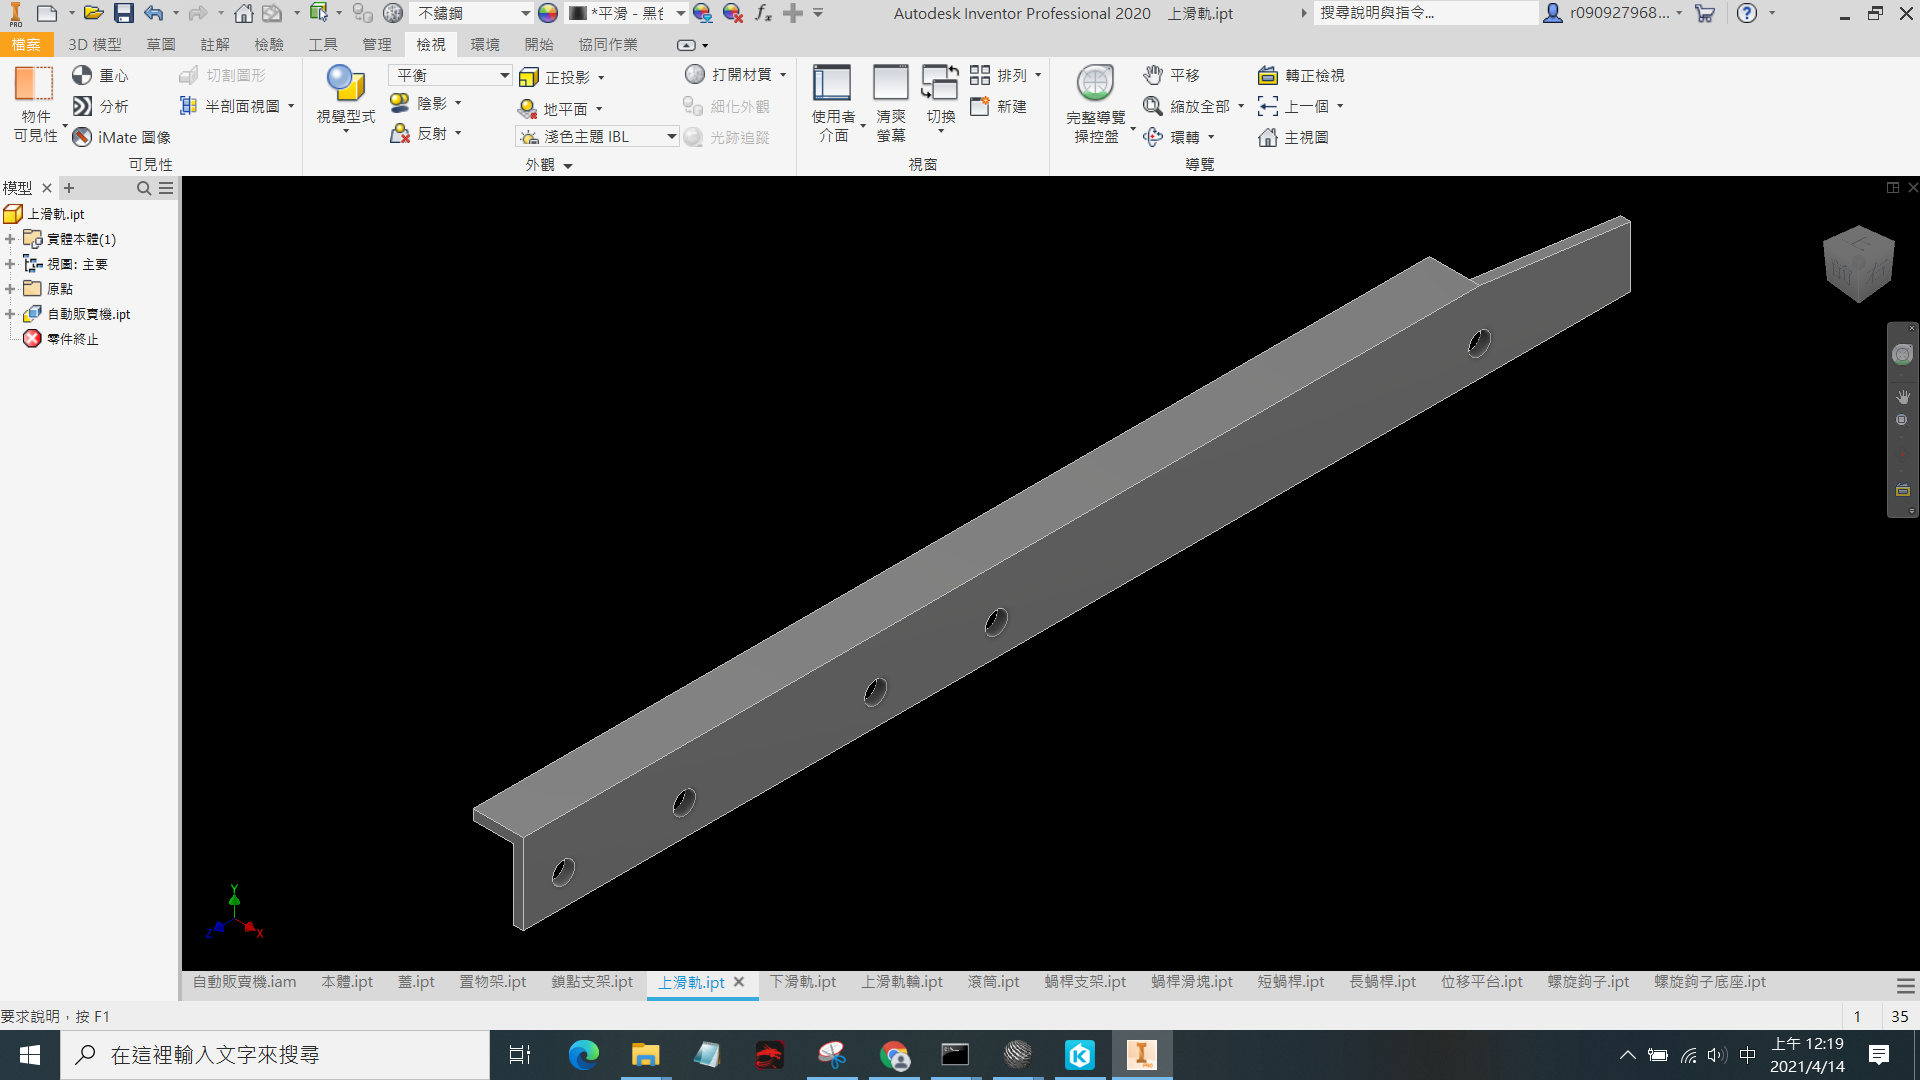 PRO
不鏽鋼
*平滑 - 黑色
fx
Autodesk Inventor Professional 2020 上滑軌.ipt
搜尋說明與指令...
r090927968...
檔案 3D 模型 草圖 註解 檢驗 工具 管理 檢視 環境 開始 協同作業
物件
可見性
重心
分析
iMate 圖像
切割圖形
半剖面視圖
可見性
視覺型式
平衡
陰影
反射
正投影
地平面
淺色主題 IBL
打開材質
細化外觀
光跡追蹤
外觀
使用者
介面
清爽
螢幕
切換
排列
新建
視窗
完整導覽
操控盤
平移
縮放全部
環轉
轉正檢視
上一個
主視圖
導覽
模型
上滑軌.ipt
實體本體(1)
視圖: 主要
原點
自動販賣機.ipt
零件終止
上
前
右
Y
Z
X
自動販賣機.iam 本體.ipt 蓋.ipt 置物架.ipt 鎖點支架.ipt 上滑軌.ipt 下滑軌.ipt 上滑軌輪.ipt 滾筒.ipt 蝸桿支架.ipt 蝸桿滑塊.ipt 短蝸桿.ipt 長蝸桿.ipt 位移平台.ipt 螺旋鉤子.ipt 螺旋鉤子底座.ipt
要求說明，按 F1
1 35
在這裡輸入文字來搜尋
PRO
中
上午 12:19
2021/4/14